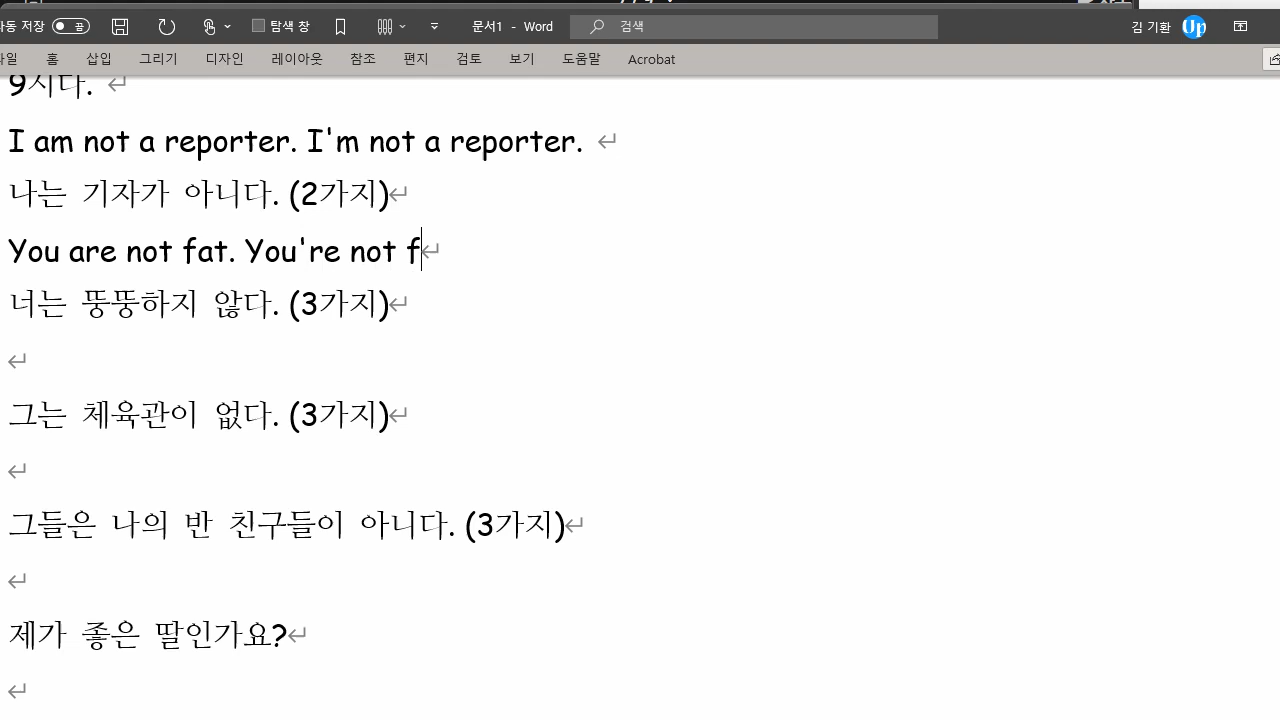 자동 저장 끔 탐색 창 문서1 - Word 검색 김 기환 Up
파일 홈 삽입 그리기 디자인 레이아웃 참조 편지 검토 보기 도움말 Acrobat
9시다.
I am not a reporter. I'm not a reporter.
나는 기자가 아니다. (2가지)
You are not fat. You're not f
너는 뚱뚱하지 않다. (3가지)
그는 체육관이 없다. (3가지)
그들은 나의 반 친구들이 아니다. (3가지)
제가 좋은 딸인가요?